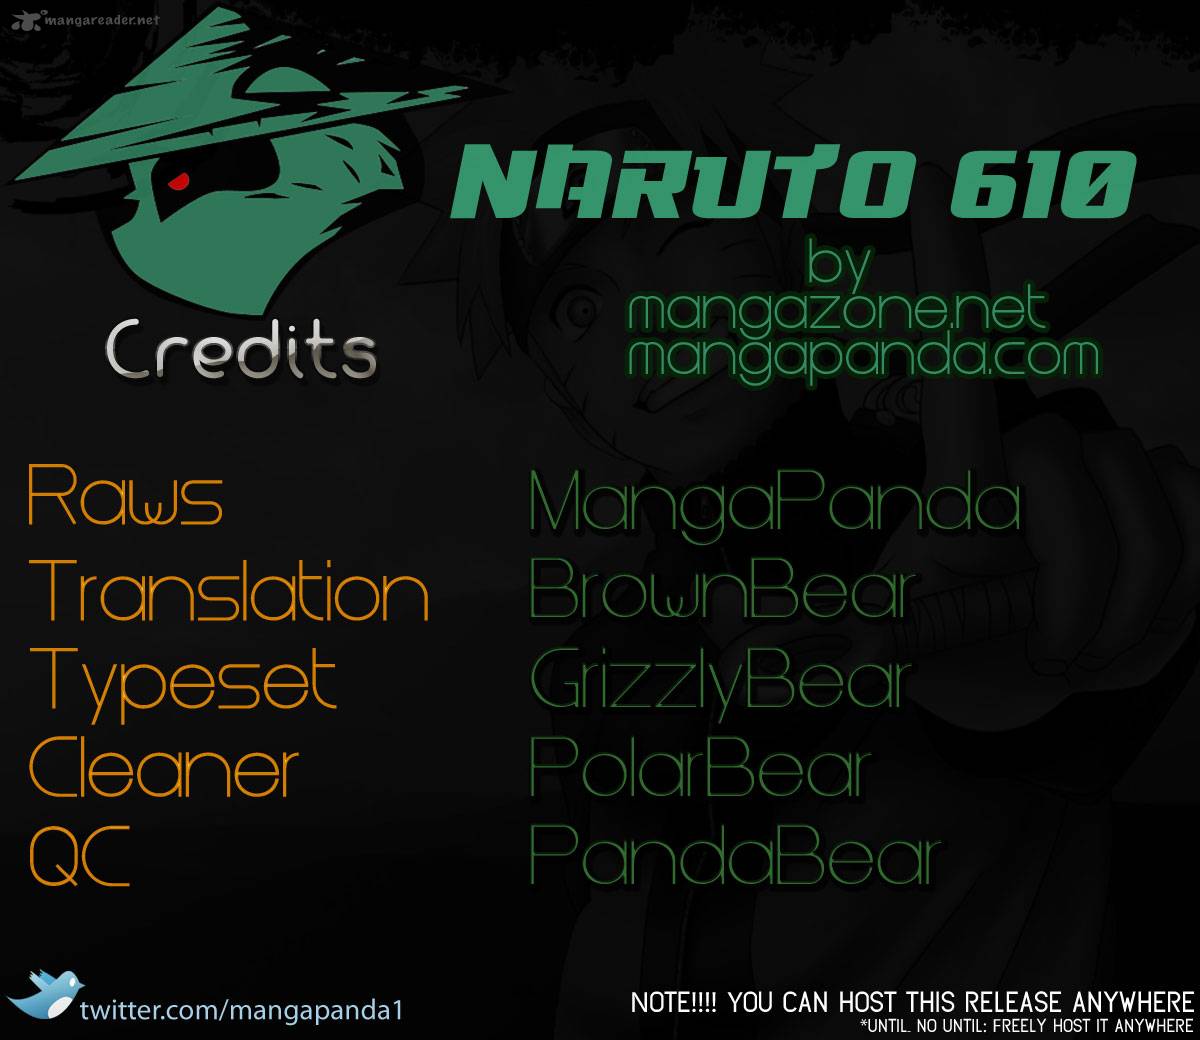 mangareader.net
NARUTO 610
by
mangazone.net
mangapanda.com
Credits
Raws MangaPanda
Translation BrownBear
Typeset GrizzlyBear
Cleaner PolarBear
QC PandaBear
twitter.com/mangapanda1
NOTE!!!! YOU CAN HOST THIS RELEASE ANYWHERE
*UNTIL. NO UNTIL: FREELY HOST IT ANYWHERE